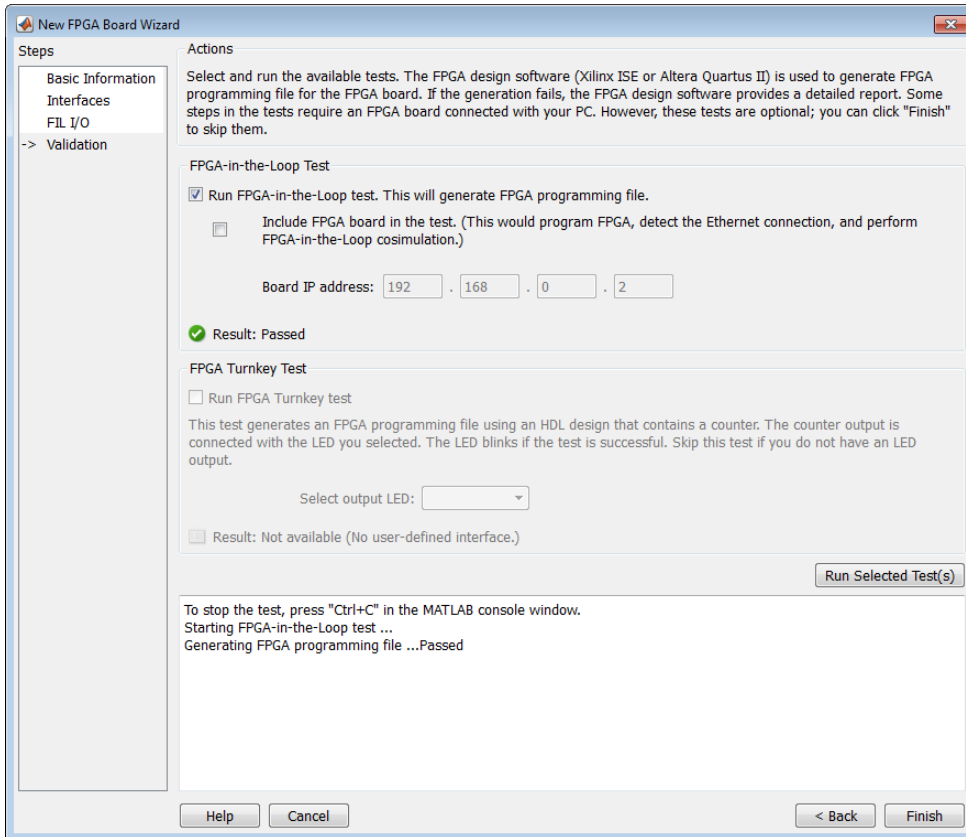 New FPGA Board Wizard
Steps
Basic Information
Interfaces
FIL I/O
-> Validation
Actions
Select and run the available tests. The FPGA design software (Xilinx ISE or Altera Quartus II) is used to generate FPGA
programming file for the FPGA board. If the generation fails, the FPGA design software provides a detailed report. Some
steps in the tests require an FPGA board connected with your PC. However, these tests are optional; you can click "Finish"
to skip them.
FPGA-in-the-Loop Test
Run FPGA-in-the-Loop test. This will generate FPGA programming file.
Include FPGA board in the test. (This would program FPGA, detect the Ethernet connection, and perform
FPGA-in-the-Loop cosimulation.)
Board IP address: 192 . 168 . 0 . 2
Result: Passed
FPGA Turnkey Test
Run FPGA Turnkey test
This test generates an FPGA programming file using an HDL design that contains a counter. The counter output is
connected with the LED you selected. The LED blinks if the test is successful. Skip this test if you do not have an LED
output.
Select output LED:
Result: Not available (No user-defined interface.)
Run Selected Test(s)
To stop the test, press "Ctrl+C" in the MATLAB console window.
Starting FPGA-in-the-Loop test ...
Generating FPGA programming file ...Passed
Help Cancel < Back Finish